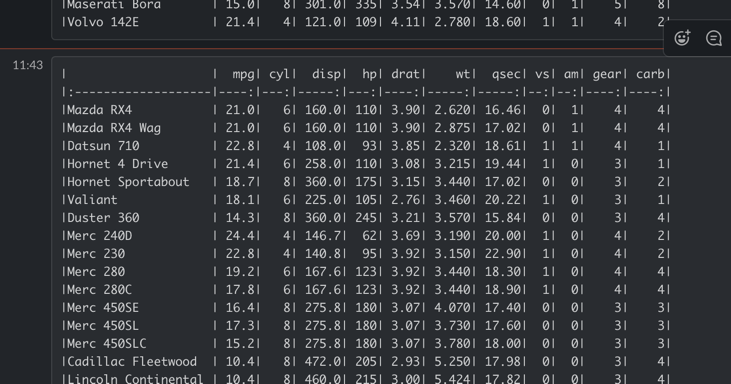 |Maserati Bora       | 15.0|   8| 301.0| 335| 3.54| 3.570| 14.60|  0|  1|    5|    8|
|Volvo 142E          | 21.4|   4| 121.0| 109| 4.11| 2.780| 18.60|  1|  1|    4|    2|
11:43
|                    |  mpg| cyl|  disp|  hp| drat|    wt|  qsec| vs| am| gear| carb|
|:-------------------|----:|---:|-----:|---:|----:|-----:|-----:|--:|--:|----:|----:|
|Mazda RX4           | 21.0|   6| 160.0| 110| 3.90| 2.620| 16.46|  0|  1|    4|    4|
|Mazda RX4 Wag       | 21.0|   6| 160.0| 110| 3.90| 2.875| 17.02|  0|  1|    4|    4|
|Datsun 710          | 22.8|   4| 108.0|  93| 3.85| 2.320| 18.61|  1|  1|    4|    1|
|Hornet 4 Drive      | 21.4|   6| 258.0| 110| 3.08| 3.215| 19.44|  1|  0|    3|    1|
|Hornet Sportabout   | 18.7|   8| 360.0| 175| 3.15| 3.440| 17.02|  0|  0|    3|    2|
|Valiant             | 18.1|   6| 225.0| 105| 2.76| 3.460| 20.22|  1|  0|    3|    1|
|Duster 360          | 14.3|   8| 360.0| 245| 3.21| 3.570| 15.84|  0|  0|    3|    4|
|Merc 240D           | 24.4|   4| 146.7|  62| 3.69| 3.190| 20.00|  1|  0|    4|    2|
|Merc 230            | 22.8|   4| 140.8|  95| 3.92| 3.150| 22.90|  1|  0|    4|    2|
|Merc 280            | 19.2|   6| 167.6| 123| 3.92| 3.440| 18.30|  1|  0|    4|    4|
|Merc 280C           | 17.8|   6| 167.6| 123| 3.92| 3.440| 18.90|  1|  0|    4|    4|
|Merc 450SE          | 16.4|   8| 275.8| 180| 3.07| 4.070| 17.40|  0|  0|    3|    3|
|Merc 450SL          | 17.3|   8| 275.8| 180| 3.07| 3.730| 17.60|  0|  0|    3|    3|
|Merc 450SLC         | 15.2|   8| 275.8| 180| 3.07| 3.780| 18.00|  0|  0|    3|    3|
|Cadillac Fleetwood  | 10.4|   8| 472.0| 205| 2.93| 5.250| 17.98|  0|  0|    3|    4|
|Lincoln Continental | 10.4|   8| 460.0| 215| 3.00| 5.424| 17.82|  0|  0|    3|    4|